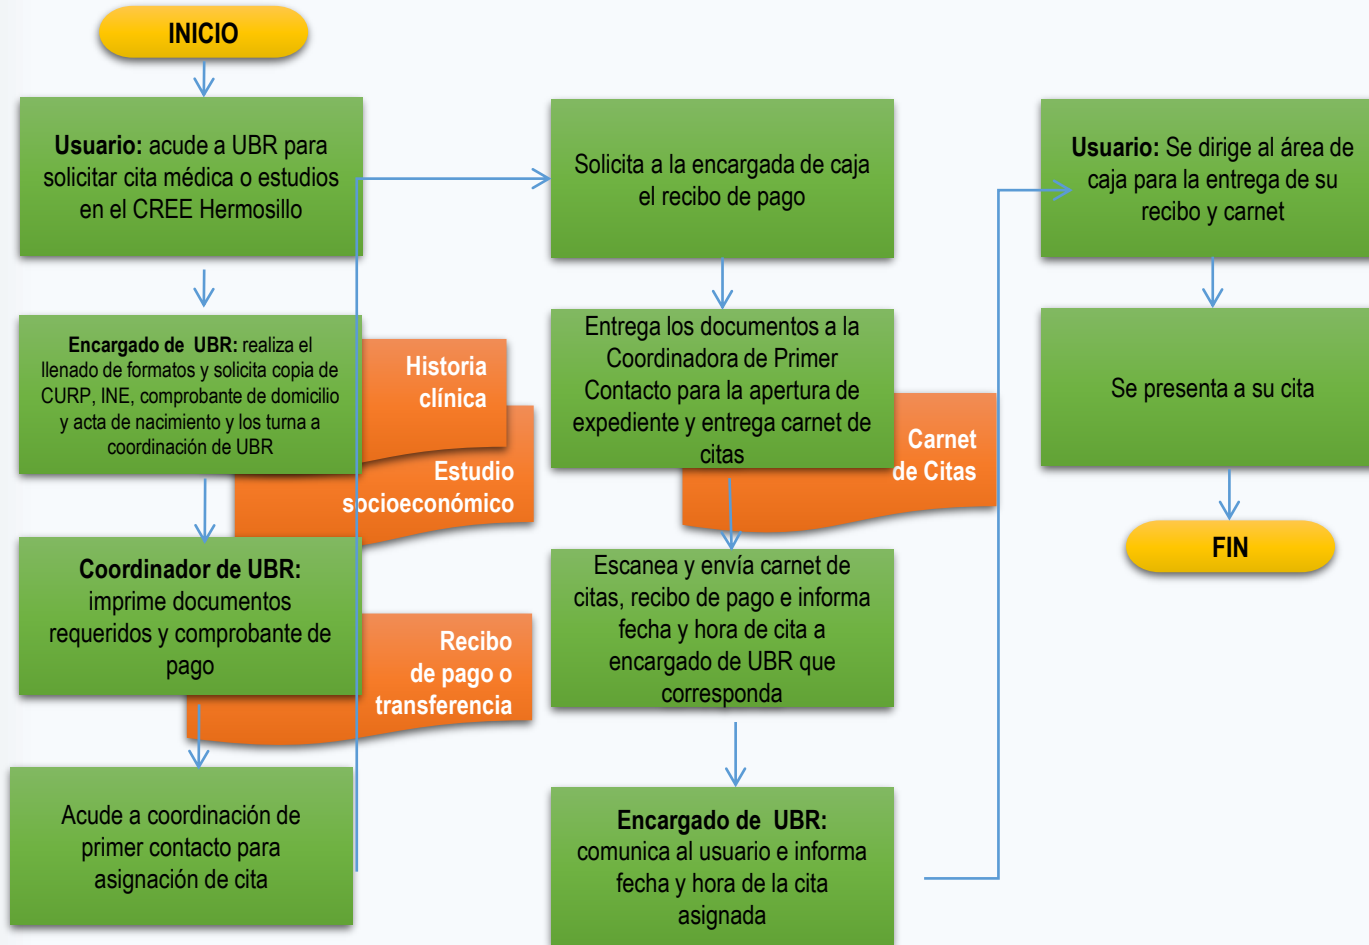 INICIO
Usuario: acude a UBR para
solicitar cita médica o estudios
en el CREE Hermosillo
Encargado de UBR: realiza el
llenado de formatos y solicita copia de
CURP, INE, comprobante de domicilio
y acta de nacimiento y los turna a
coordinación de UBR
Historia
clínica
Estudio
socioeconómico
Coordinador de UBR:
imprime documentos
requeridos y comprobante de
pago
Recibo
de pago o
transferencia
Acude a coordinación de
primer contacto para
asignación de cita
Solicita a la encargada de caja
el recibo de pago
Entrega los documentos a la
Coordinadora de Primer
Contacto para la apertura de
expediente y entrega carnet de
citas
Carnet
de Citas
Escanea y envía carnet de
citas, recibo de pago e informa
fecha y hora de cita a
encargado de UBR que
corresponda
Encargado de UBR:
comunica al usuario e informa
fecha y hora de la cita
asignada
Usuario: Se dirige al área de
caja para la entrega de su
recibo y carnet
Se presenta a su cita
FIN